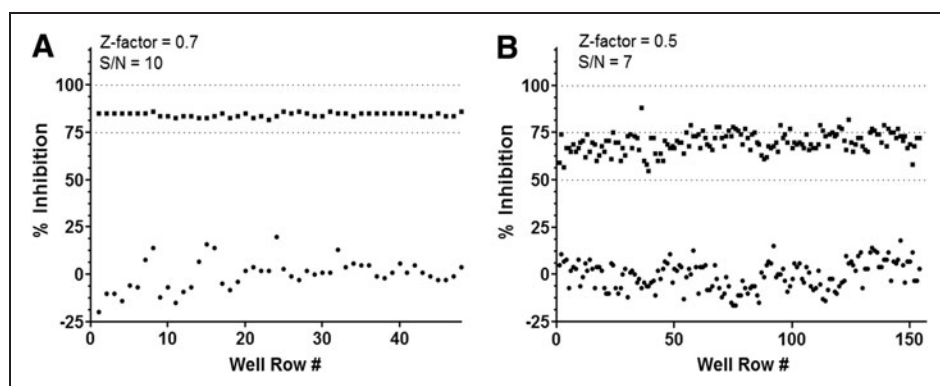 A
Z-factor = 0.7
S/N = 10
% Inhibition
100
75
50
25
0
-25
0
10
20
30
40
Well Row #
B
Z-factor = 0.5
S/N = 7
% Inhibition
100
75
50
25
0
-25
0
50
100
150
Well Row #